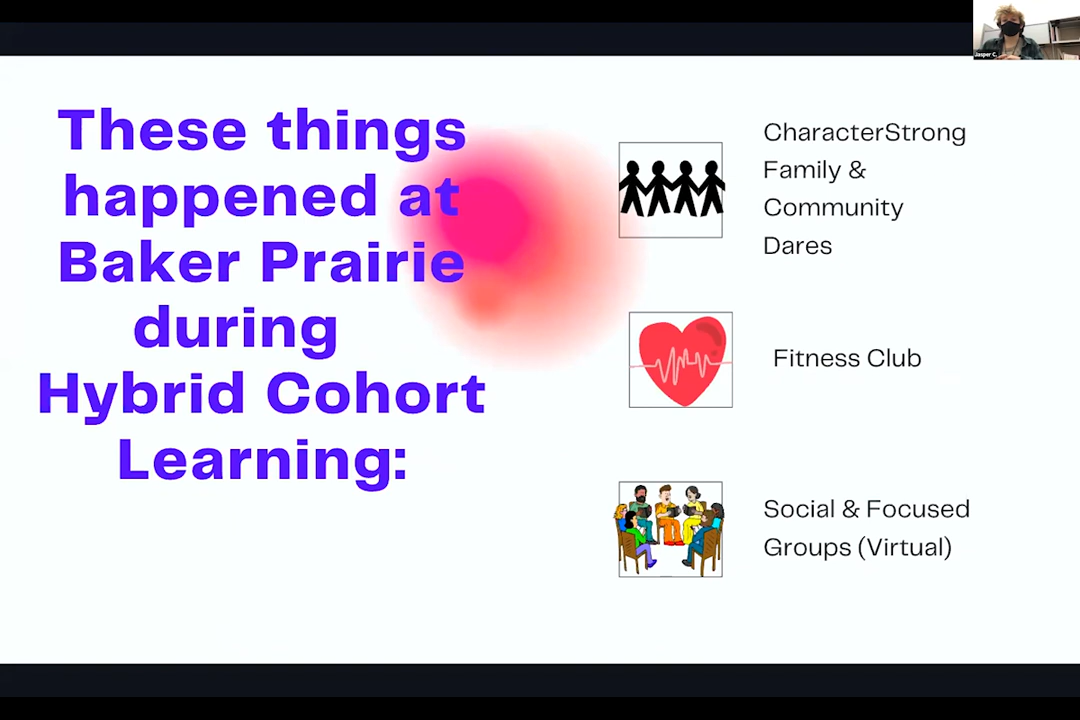 These things
happened at
Baker Prairie
during
Hybrid Cohort
Learning:
CharacterStrong
Family &
Community
Dares
Fitness Club
Social & Focused
Groups (Virtual)
Jasper C.